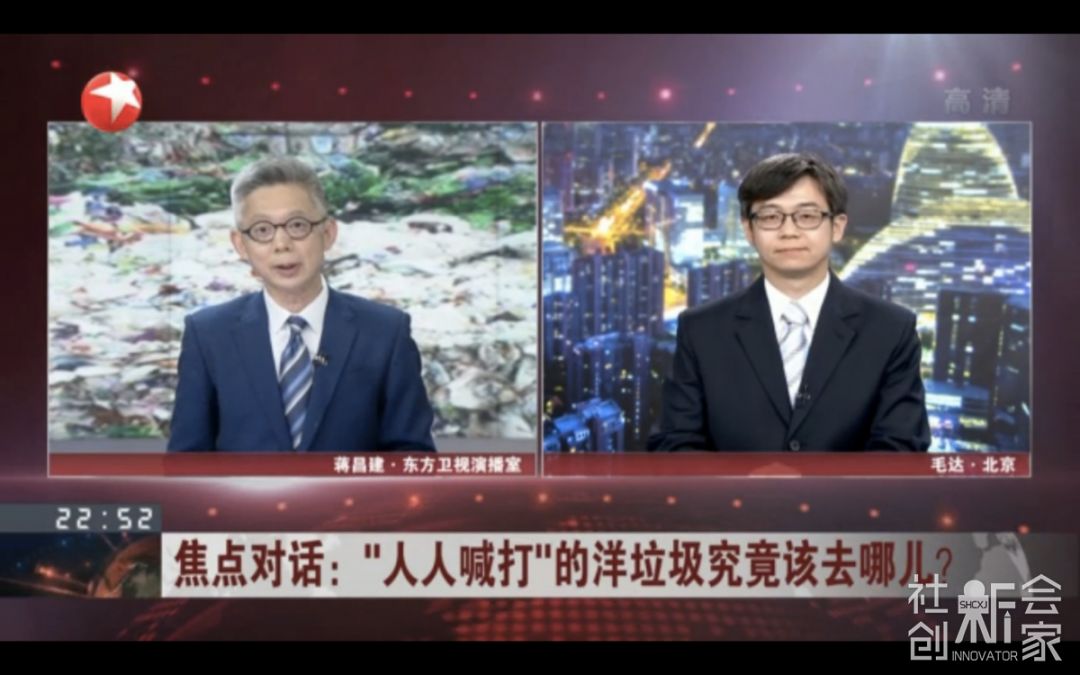 高清
蒋昌建·东方卫视演播室
毛达·北京
22:52
焦点对话："人人喊打"的洋垃圾究竟该去哪儿?
社会
SHCXJ
创新家
INNOVATOR